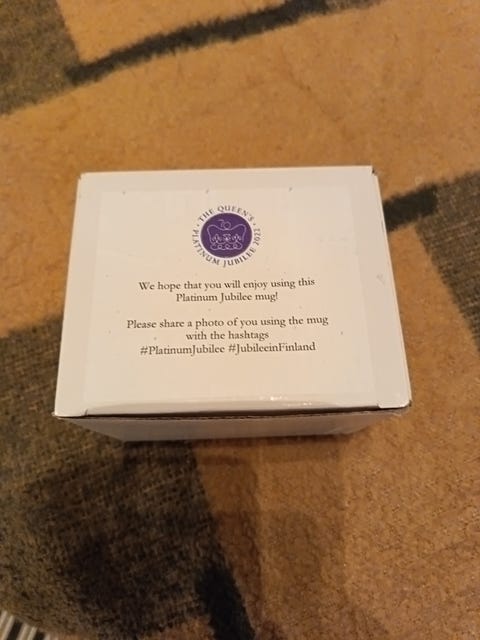 THE QUEEN'S
PLATINUM JUBILEE 2022
70
We hope that you will enjoy using this
Platinum Jubilee mug!
Please share a photo of you using the mug
with the hashtags
#PlatinumJubilee #JubileeinFinland